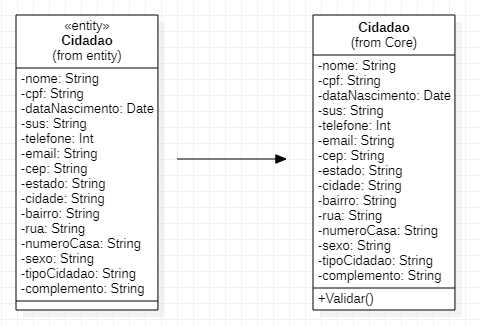 «entity»
Cidadao
(from entity)
-nome: String
-cpf: String
-dataNascimento: Date
-sus: String
-telefone: Int
-email: String
-cep: String
-estado: String
-cidade: String
-bairro: String
-rua: String
-numeroCasa: String
-sexo: String
-tipoCidadao: String
-complemento: String
Cidadao
(from Core)
-nome: String
-cpf: String
-dataNascimento: Date
-sus: String
-telefone: Int
-email: String
-cep: String
-estado: String
-cidade: String
-bairro: String
-rua: String
-numeroCasa: String
-sexo: String
-tipoCidadao: String
-complemento: String
+Validar()